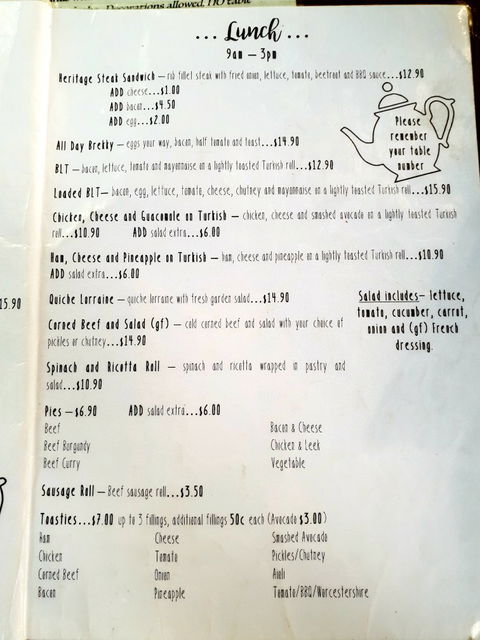 Decorations allowed. no table
... Lunch ...
9am – 3pm
Heritage Steak Sandwich – rib fillet steak with fried onion, lettuce, tomato, beetroot and BBQ sauce...$12.90
ADD cheese...$1.00
ADD bacon...$4.50
ADD egg...$2.00
Please
remember
your table
number
All Day Brekky – eggs your way, bacon, half tomato and toast...$14.90
BLT – bacon, lettuce, tomato and mayonnaise on a lightly toasted Turkish roll...$12.90
Loaded BLT– bacon, egg, lettuce, tomato, cheese, chutney and mayonnaise on a lightly toasted Turkish roll...$15.90
Chicken, Cheese and Guacamole on Turkish – chicken, cheese and smashed avocado on a lightly toasted Turkish
roll...$10.90 ADD salad extra...$6.00
Ham, Cheese and Pineapple on Turkish – ham, cheese and pineapple on a lightly toasted Turkish roll...$10.90
ADD salad extra...$6.00
15.90
Quiche Lorraine – quiche lorraine with fresh garden salad...$14.90
Salad includes– lettuce,
tomato, cucumber, carrot,
onion and (gf) french
dressing.
Corned Beef and Salad (gf) – cold corned beef and salad with your choice of
pickles or chutney...$14.90
Spinach and Ricotta Roll – spinach and ricotta wrapped in pastry and
salad...$10.90
Pies –$6.90 ADD salad extra...$6.00
Beef Bacon & Cheese
Beef Burgundy Chicken & Leek
Beef Curry Vegetable
Sausage Roll – Beef sausage roll...$3.50
Toasties...$7.00 up to 3 fillings, additional fillings 50c each (Avocado $3.00)
Ham Cheese Smashed Avocado
Chicken Tomato Pickles/Chutney
Corned Beef Onion Aioli
Bacon Pineapple Tomato/BBQ/Worcestershire